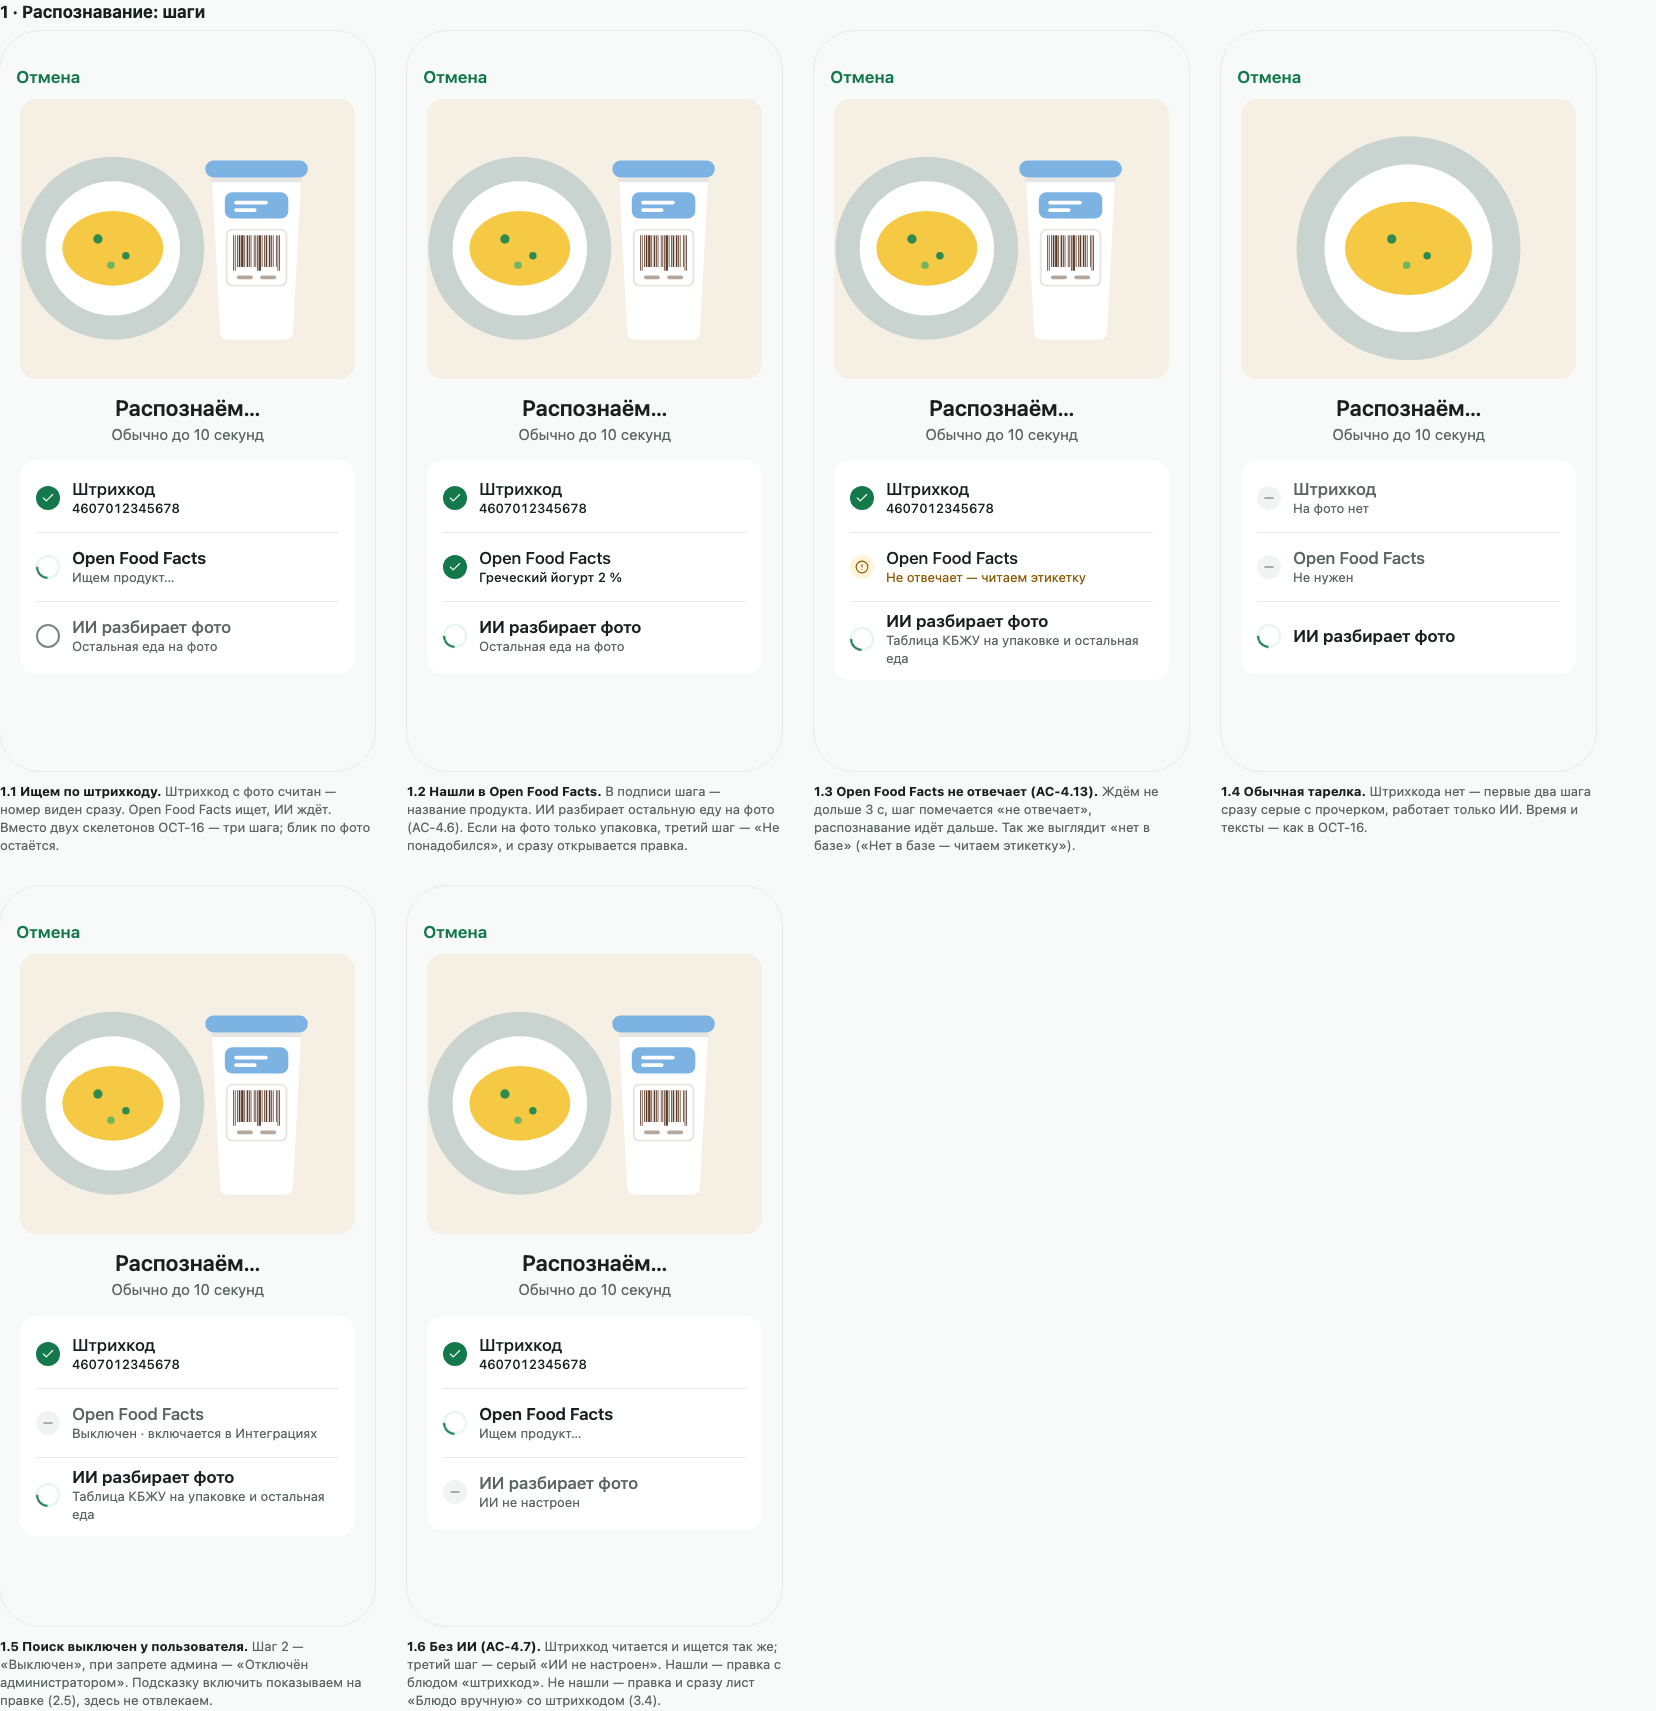 1 · Распознавание: шаги
Отмена
Распознаём...
Обычно до 10 секунд
Штрихкод
4607012345678
Open Food Facts
Ищем продукт...
ИИ разбирает фото
Остальная еда на фото
1.1 Ищем по штрихкоду. Штрихкод с фото считан —
номер виден сразу. Open Food Facts ищет, ИИ ждёт.
Вместо двух скелетонов ОСТ-16 — три шага; блик по фото
остаётся.
Отмена
Распознаём...
Обычно до 10 секунд
Штрихкод
4607012345678
Open Food Facts
Греческий йогурт 2 %
ИИ разбирает фото
Остальная еда на фото
1.2 Нашли в Open Food Facts. В подписи шага —
название продукта. ИИ разбирает остальную еду на фото
(АС-4.6). Если на фото только упаковка, третий шаг — «Не
понадобился», и сразу открывается правка.
Отмена
Распознаём...
Обычно до 10 секунд
Штрихкод
4607012345678
Open Food Facts
Не отвечает — читаем этикетку
ИИ разбирает фото
Таблица КБЖУ на упаковке и остальная
еда
1.3 Open Food Facts не отвечает (АС-4.13). Ждём не
дольше 3 с, шаг помечается «не отвечает»,
распознавание идёт дальше. Так же выглядит «нет в
базе» («Нет в базе — читаем этикетку»).
Отмена
Распознаём...
Обычно до 10 секунд
Штрихкод
На фото нет
Open Food Facts
Не нужен
ИИ разбирает фото
1.4 Обычная тарелка. Штрихкода нет — первые два шага
сразу серые с прочерком, работает только ИИ. Время и
тексты — как в ОСТ-16.
Отмена
Распознаём...
Обычно до 10 секунд
Штрихкод
4607012345678
Open Food Facts
Выключен · включается в Интеграциях
ИИ разбирает фото
Таблица КБЖУ на упаковке и остальная
еда
1.5 Поиск выключен у пользователя. Шаг 2 —
«Выключен», при запрете админа — «Отключён
администратором». Подсказку включить показываем на
правке (2.5), здесь не отвлекаем.
Отмена
Распознаём...
Обычно до 10 секунд
Штрихкод
4607012345678
Open Food Facts
Ищем продукт...
ИИ разбирает фото
ИИ не настроен
1.6 Без ИИ (АС-4.7). Штрихкод читается и ищется так же;
третий шаг — серый «ИИ не настроен». Нашли — правка с
блюдом «штрихкод». Не нашли — правка и сразу лист
«Блюдо вручную» со штрихкодом (3.4).